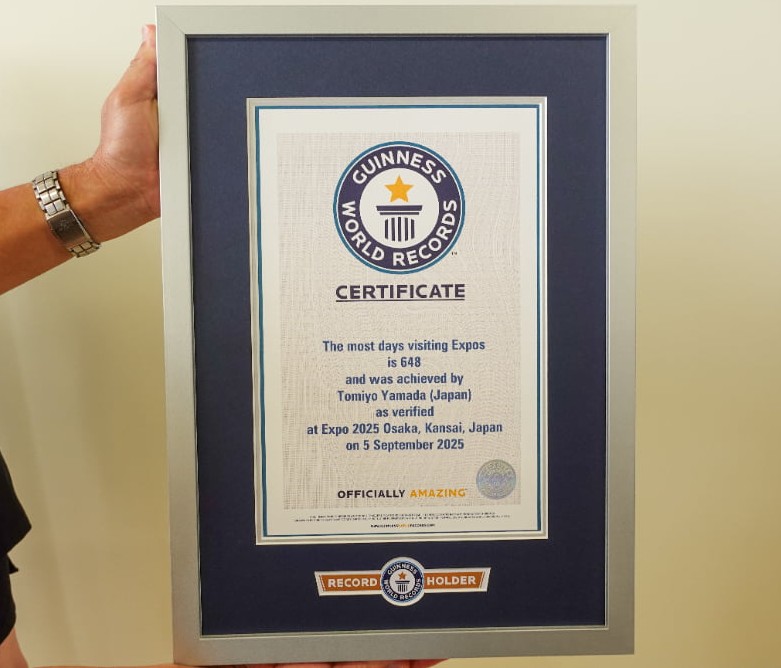 GUINNESS
WORLD RECORDS
CERTIFICATE
The most days visiting Expos
is 648
and was achieved by
Tomiyo Yamada (Japan)
as verified
at Expo 2025 Osaka, Kansai, Japan
on 5 September 2025
OFFICIALLY AMAZING
RECORD HOLDER
GUINNESS
WORLD RECORDS